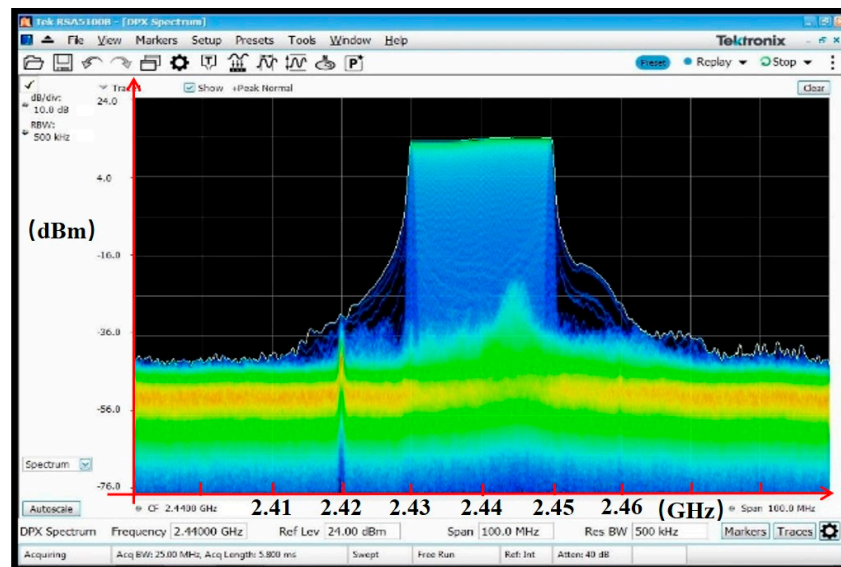 Tek RSA5100B - [DPX Spectrum]
File View Markers Setup Presets Tools Window Help
Tektronix
Preset Replay Stop
dB/div:
10.0 dB
RBW:
500 kHz
Show +Peak Normal
Clear
24.0
4.0
(dBm)
-16.0
-36.0
-56.0
-76.0
Spectrum
Autoscale
CF 2.4400 GHz
2.41 2.42 2.43 2.44 2.45 2.46 (GHz)
Span 100.0 MHz
DPX Spectrum Frequency 2.44000 GHz Ref Lev 24.00 dBm Span 100.0 MHz Res BW 500 kHz Markers Traces
Acquiring Acq BW: 25.00 MHz, Acq Length: 5.800 ms Swept Free Run Ref: Int Atten: 40 dB